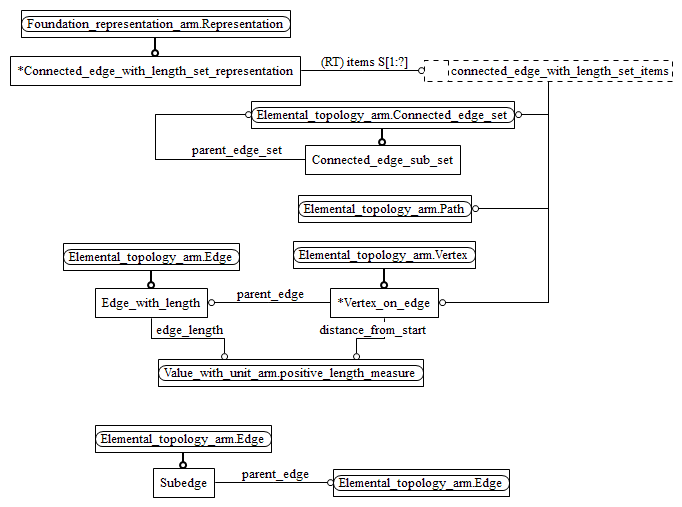 Foundation_representation_arm.Representation
*Connected_edge_with_length_set_representation
(RT) items S[1:?]
connected_edge_with_length_set_items
Elemental_topology_arm.Connected_edge_set
parent_edge_set
Connected_edge_sub_set
Elemental_topology_arm.Path
Elemental_topology_arm.Edge
Elemental_topology_arm.Vertex
Edge_with_length
parent_edge
*Vertex_on_edge
edge_length
distance_from_start
Value_with_unit_arm.positive_length_measure
Elemental_topology_arm.Edge
Subedge
parent_edge
Elemental_topology_arm.Edge